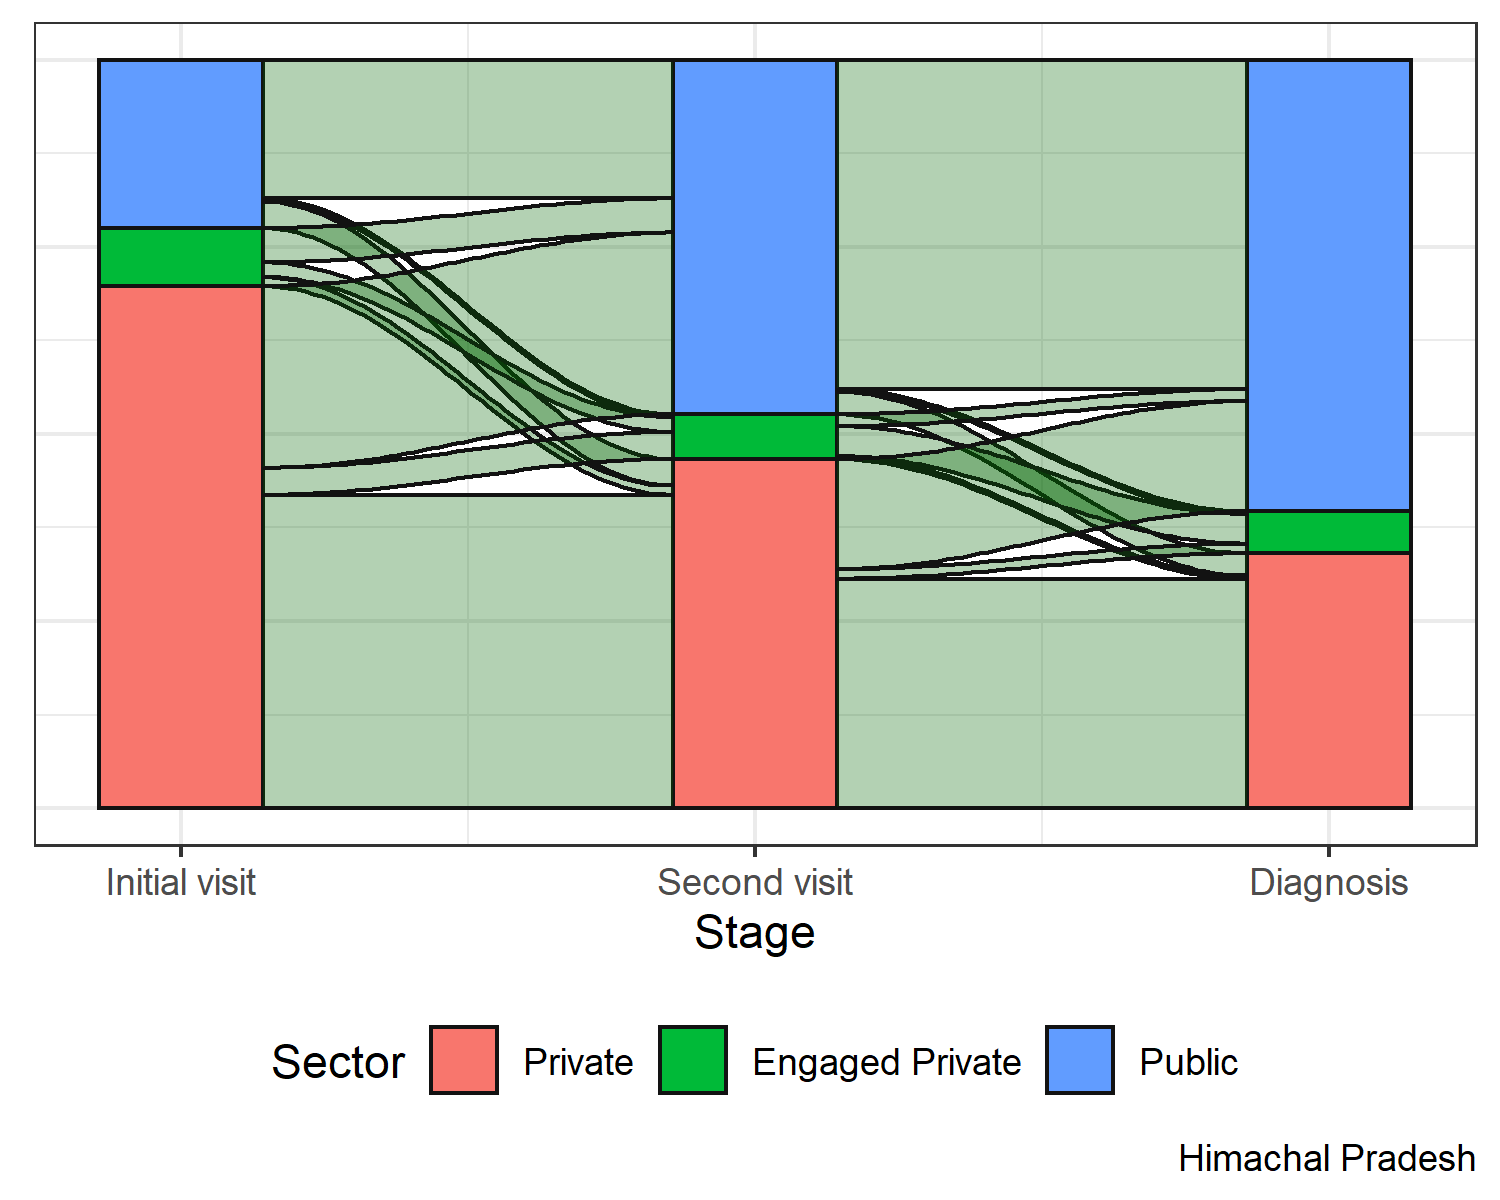 Initial visit Second visit Diagnosis
Stage
Sector Private Engaged Private Public
Himachal Pradesh